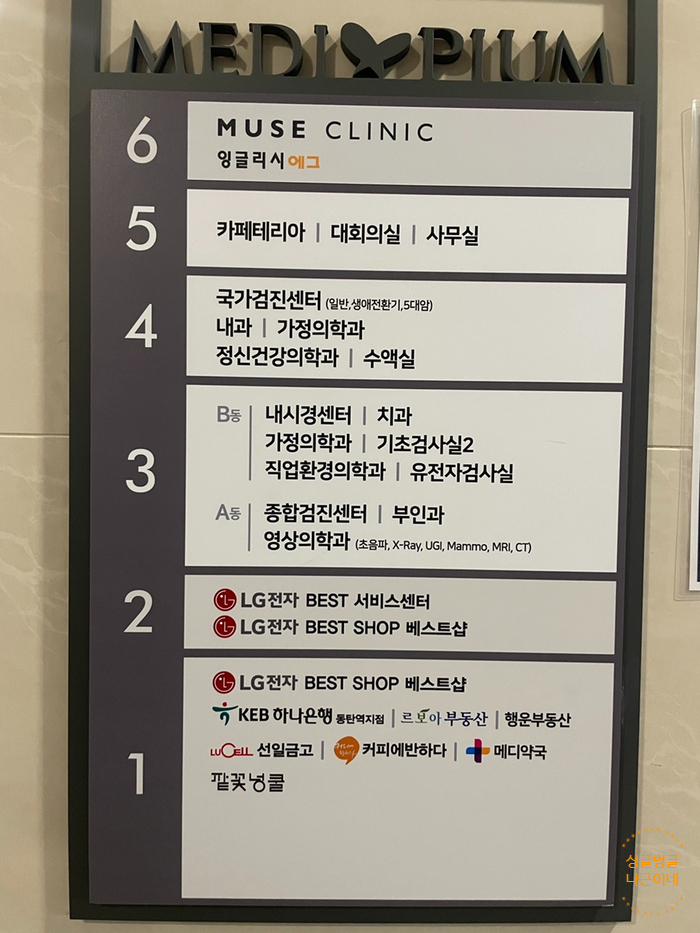 MEDI PIUM
6
MUSE CLINIC
잉글리시에그
5
카페테리아 | 대회의실 | 사무실
4
국가검진센터 (일반,생애전환기,5대암)
내과 | 가정의학과
정신건강의학과 | 수액실
3
B동
내시경센터 | 치과
가정의학과 | 기초검사실2
직업환경의학과 | 유전자검사실
A동
종합검진센터 | 부인과
영상의학과 (초음파, X-Ray, UGI, Mammo, MRI, CT)
2
LG전자 BEST 서비스센터
LG전자 BEST SHOP 베스트샵
1
LG전자 BEST SHOP 베스트샵
KEB 하나은행 동탄역지점 | 르보아 부동산 | 행운부동산
LUCELL 선일금고 | 커피에반하다 | 메디약국
팥꽃넝쿨
싱글벙글
나근이네